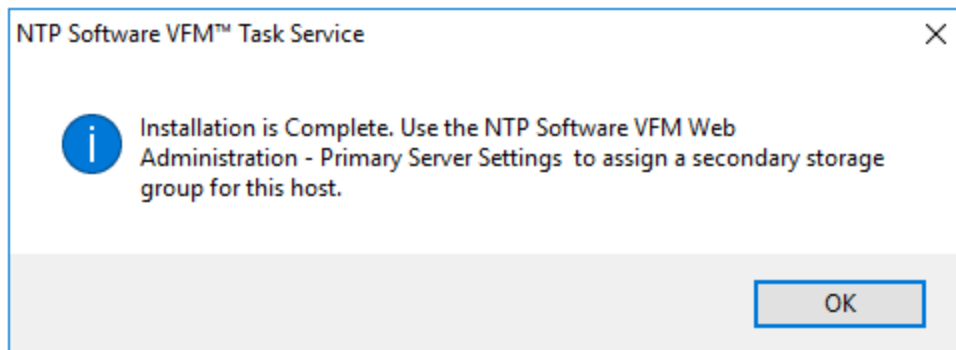 NTP Software VFM™ Task Service
Installation is Complete. Use the NTP Software VFM Web
Administration - Primary Server Settings  to assign a secondary storage
group for this host.
OK